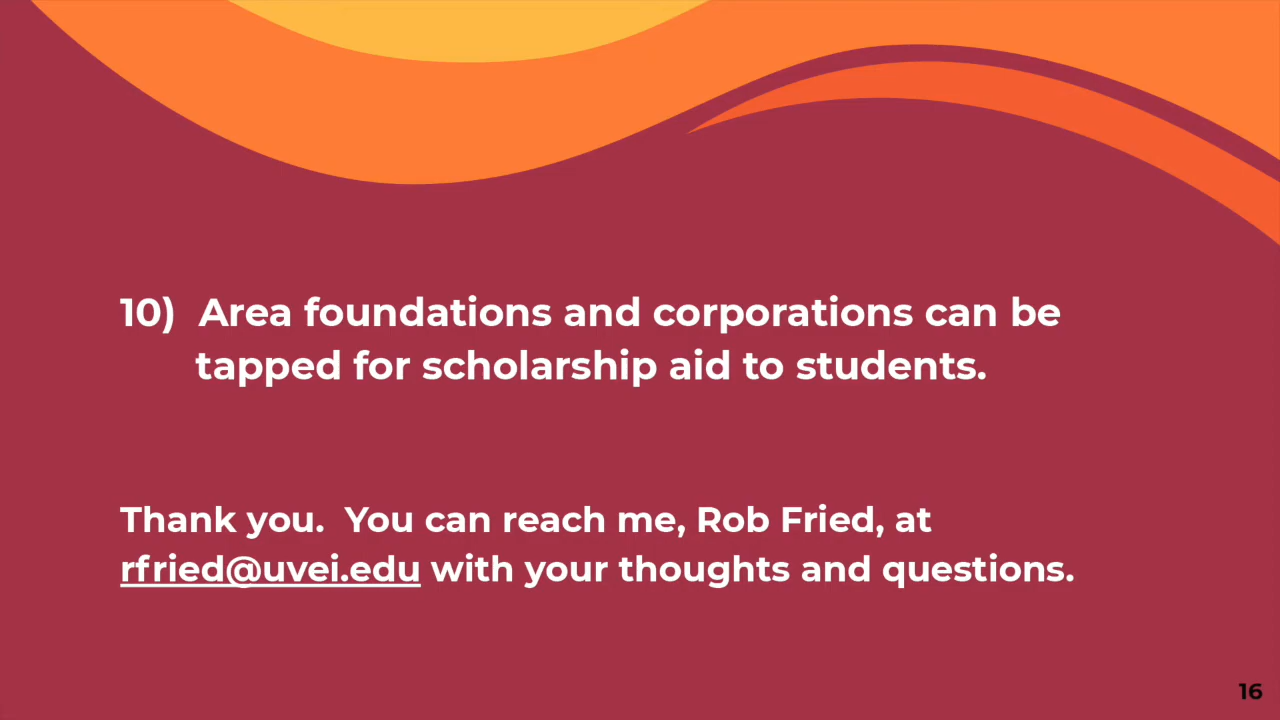 10) Area foundations and corporations can be
tapped for scholarship aid to students.
Thank you. You can reach me, Rob Fried, at
rfried@uvei.edu with your thoughts and questions.
16